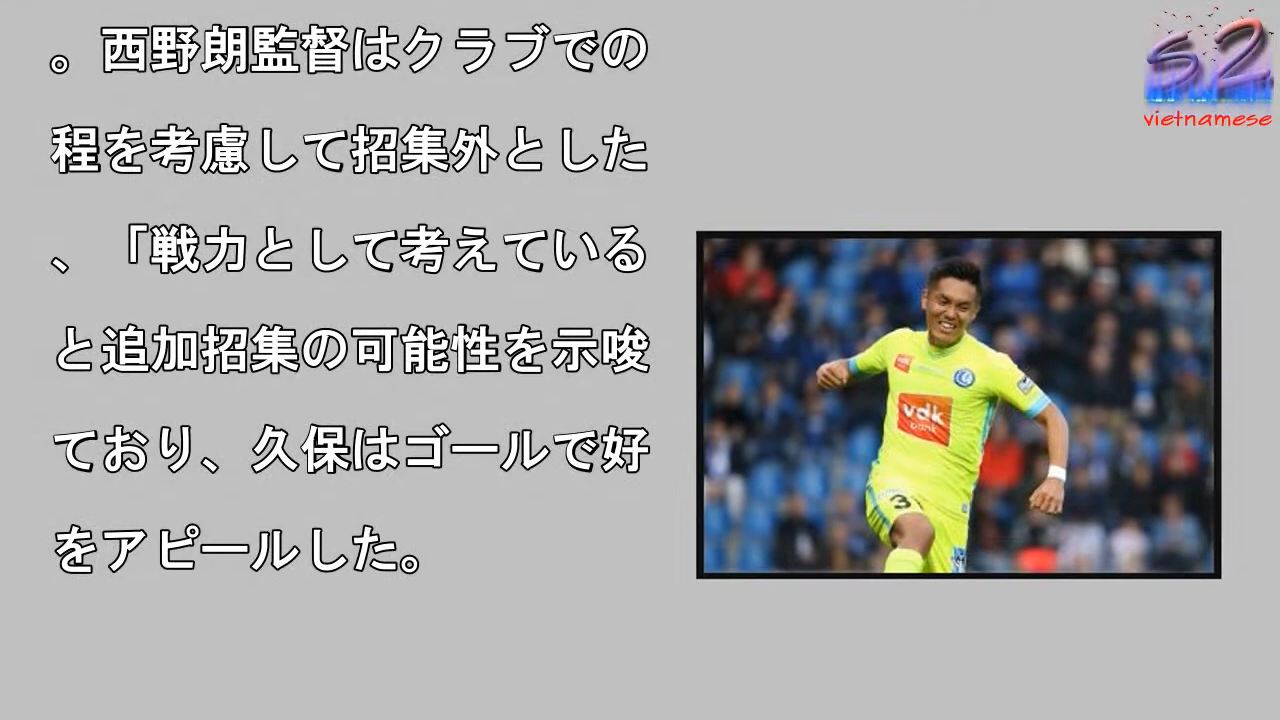 。西野朗監督はクラブでの
程を考慮して招集外とした
、「戦力として考えている
と追加招集の可能性を示唆
ており、久保はゴールで好
をアピールした。
S2
vietnamese
vdk
bank
3